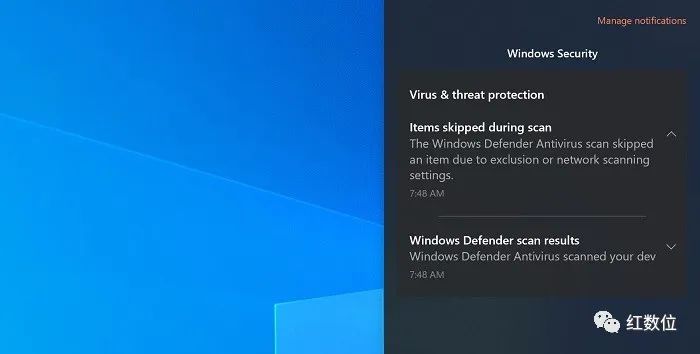 Manage notifications
Windows Security
Virus & threat protection
Items skipped during scan
The Windows Defender Antivirus scan skipped
an item due to exclusion or network scanning
settings.
7:48 AM
Windows Defender scan results
Windows Defender Antivirus scanned your dev
7:48 AM
红数位